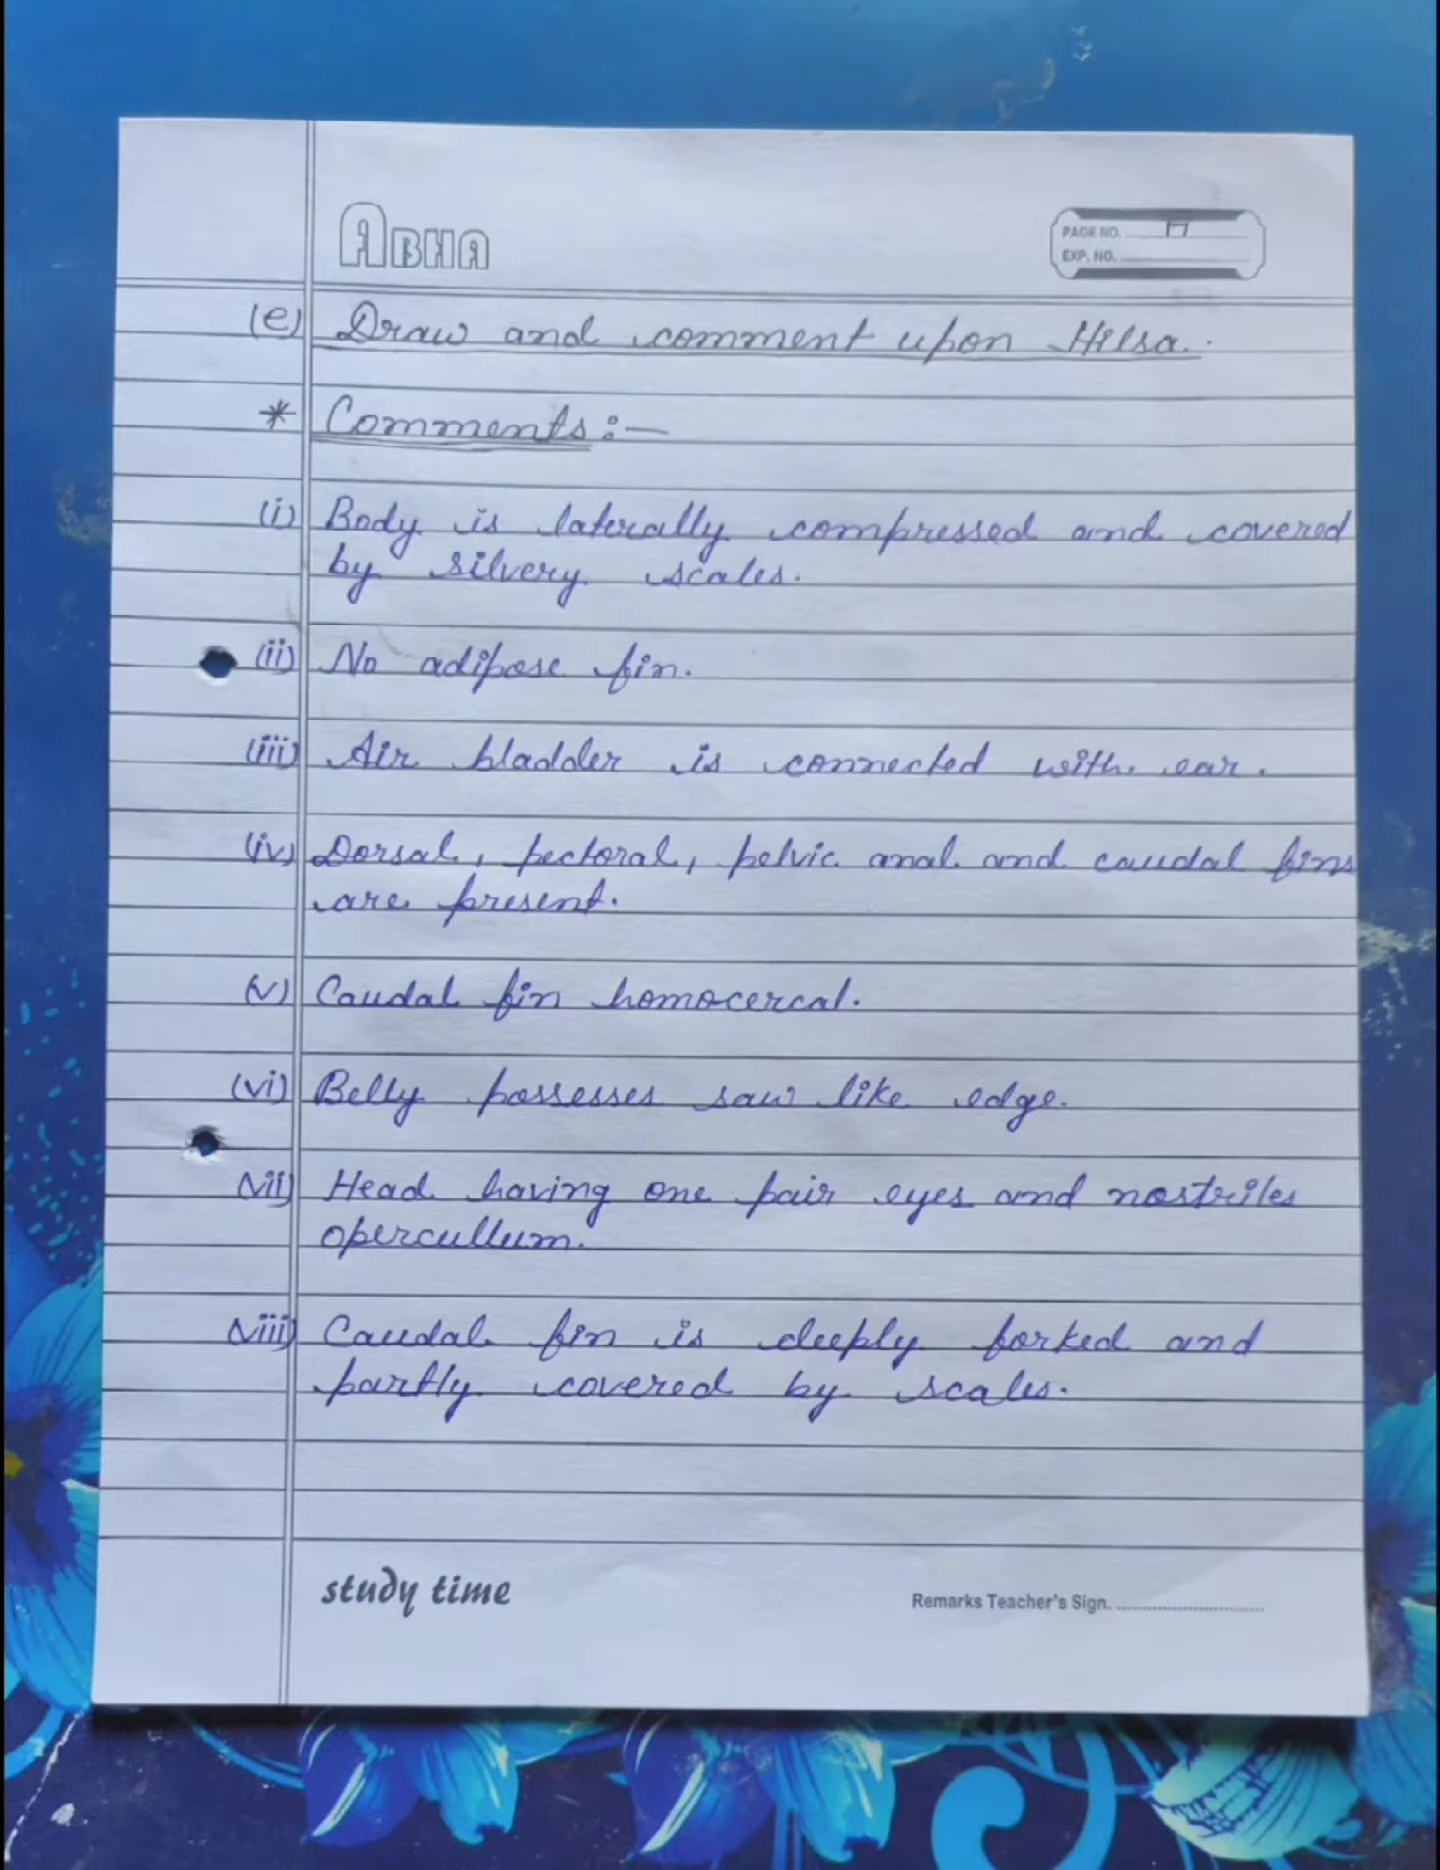 ABHA
PAGE NO.
EXP. NO.
(e) Draw and comment upon Hilsa.
* Comments :-
(i) Body is laterally compressed and covered
by silvery scales.
(ii) No adipose fin.
(iii) Air bladder is connected with ear.
(iv) Dorsal, pectoral, pelvic anal and caudal fins
are present.
(v) Caudal fin homocercal.
(vi) Belly possesses saw like edge.
(vii) Head having one pair eyes and nostriles
opercullum.
(viii) Caudal fin is deeply forked and
partly covered by scales.
study time
Remarks Teacher's Sign.